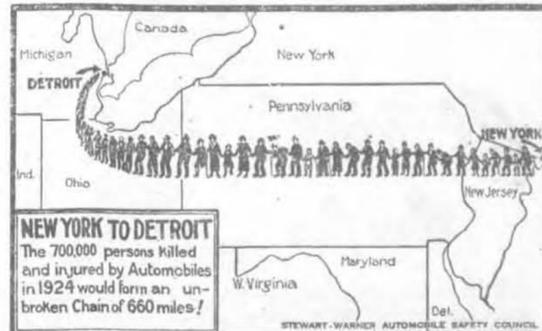 Canada
Michigan
New York
DETROIT
Pennsylvania
NEW YORK
Ind.
Ohio
New Jersey
NEW YORK TO DETROIT
The 700,000 persons killed
and injured by Automobiles
in 1924 would form an un-
broken Chain of 660 miles!
W. Virginia
Maryland
Del.
STEWART-WARNER AUTOMOBILE SAFETY COUNCIL